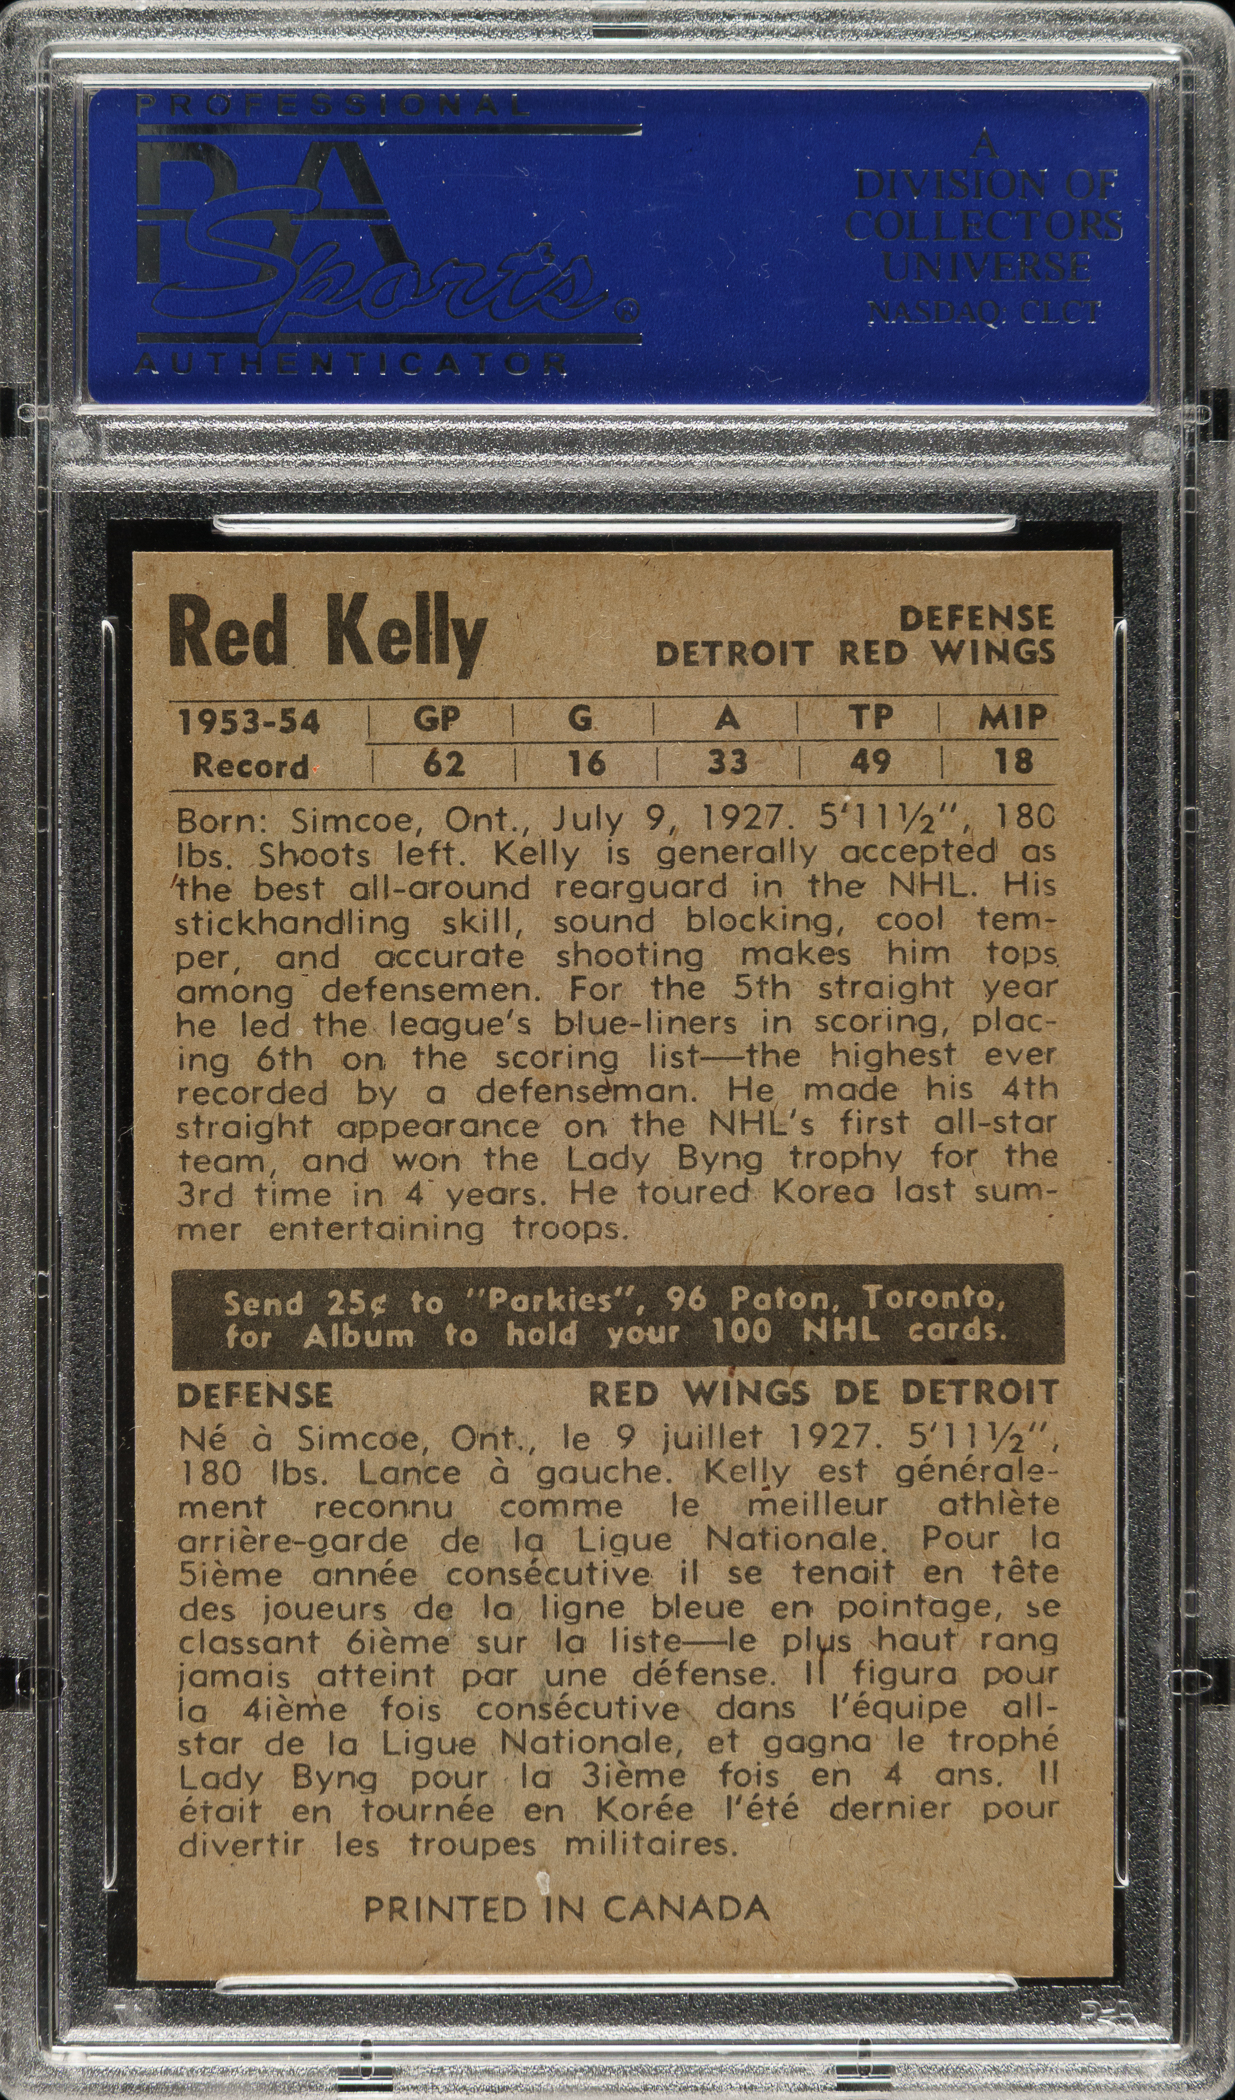 PROFESSIONAL
PSA
Sports®
AUTHENTICATOR
A
DIVISION OF
COLLECTORS
UNIVERSE
NASDAQ: CLCT
Red Kelly
DEFENSE
DETROIT RED WINGS
1953-54 | GP | G | A | TP | MIP
Record | 62 | 16 | 33 | 49 | 18
Born: Simcoe, Ont., July 9, 1927. 5'11½", 180
lbs. Shoots left. Kelly is generally accepted as
the best all-around rearguard in the NHL. His
stickhandling skill, sound blocking, cool tem-
per, and accurate shooting makes him tops
among defensemen. For the 5th straight year
he led the league's blue-liners in scoring, plac-
ing 6th on the scoring list—the highest ever
recorded by a defenseman. He made his 4th
straight appearance on the NHL's first all-star
team, and won the Lady Byng trophy for the
3rd time in 4 years. He toured Korea last sum-
mer entertaining troops.
Send 25¢ to "Parkies", 96 Paton, Toronto,
for Album to hold your 100 NHL cards.
DEFENSE RED WINGS DE DETROIT
Né à Simcoe, Ont., le 9 juillet 1927. 5'11½",
180 lbs. Lance à gauche. Kelly est générale-
ment reconnu comme le meilleur athlète
arrière-garde de la Ligue Nationale. Pour la
5ième année consécutive il se tenait en tête
des joueurs de la ligne bleue en pointage, se
classant 6ième sur la liste—le plus haut rang
jamais atteint par une défense. Il figura pour
la 4ième fois consécutive dans l'équipe all-
star de la Ligue Nationale, et gagna le trophé
Lady Byng pour la 3ième fois en 4 ans. Il
était en tournée en Korée l'été dernier pour
divertir les troupes militaires.
PRINTED IN CANADA
PSA